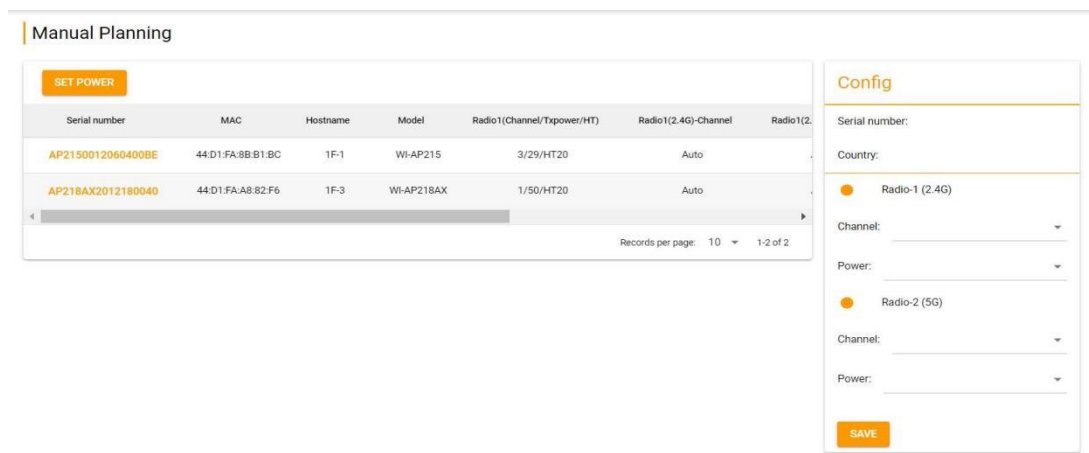 Manual Planning
SET POWER
Serial number MAC Hostname Model Radio1(Channel/Txpower/HT) Radio1(2.4G)-Channel Radio1(2.
AP2150012060400BE 44:D1:FA:8B:B1:BC 1F-1 WI-AP215 3/29/HT20 Auto
AP218AX2012180040 44:D1:FA:A8:82:F6 1F-3 WI-AP218AX 1/50/HT20 Auto
Records per page: 10 1-2 of 2
Config
Serial number:
Country:
Radio-1 (2.4G)
Channel:
Power:
Radio-2 (5G)
Channel:
Power:
SAVE